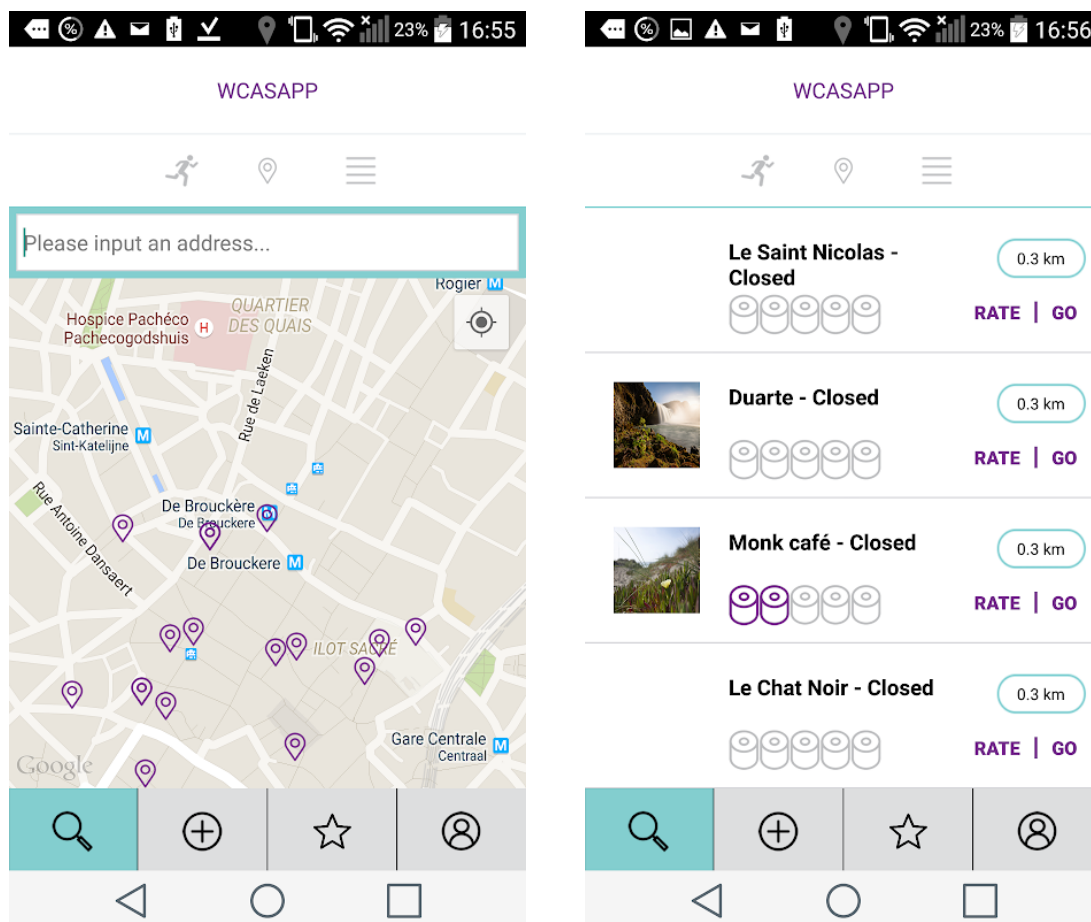 23% 16:55
WCASAPP
Please input an address...
Rogier M
QUARTIER
DES QUAIS
Hospice Pachéco
Pachecogodshuis
H
Rue de Laeken
Sainte-Catherine
Sint-Katelijne
M
Rue Antoine Dansaert
De Brouckère
De Brouckere
De Brouckere M
ILOT SACRÉ
Gare Centrale
Centraal
M
Google
23% 16:56
WCASAPP
Le Saint Nicolas -
Closed
0.3 km
RATE | GO
Duarte - Closed
0.3 km
RATE | GO
Monk café - Closed
0.3 km
RATE | GO
Le Chat Noir - Closed
0.3 km
RATE | GO